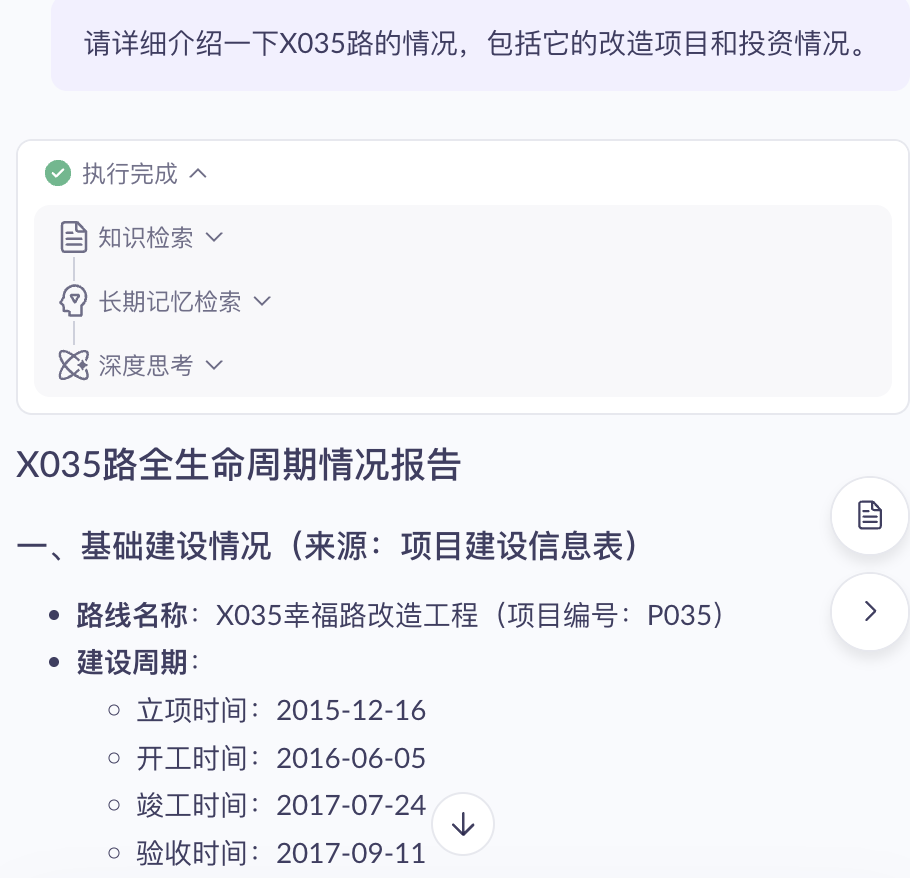 请详细介绍一下X035路的情况，包括它的改造项目和投资情况。
执行完成
知识检索
长期记忆检索
深度思考
X035路全生命周期情况报告
一、基础建设情况（来源：项目建设信息表）
路线名称：X035幸福路改造工程（项目编号：P035）
建设周期：
立项时间：2015-12-16
开工时间：2016-06-05
竣工时间：2017-07-24
验收时间：2017-09-11